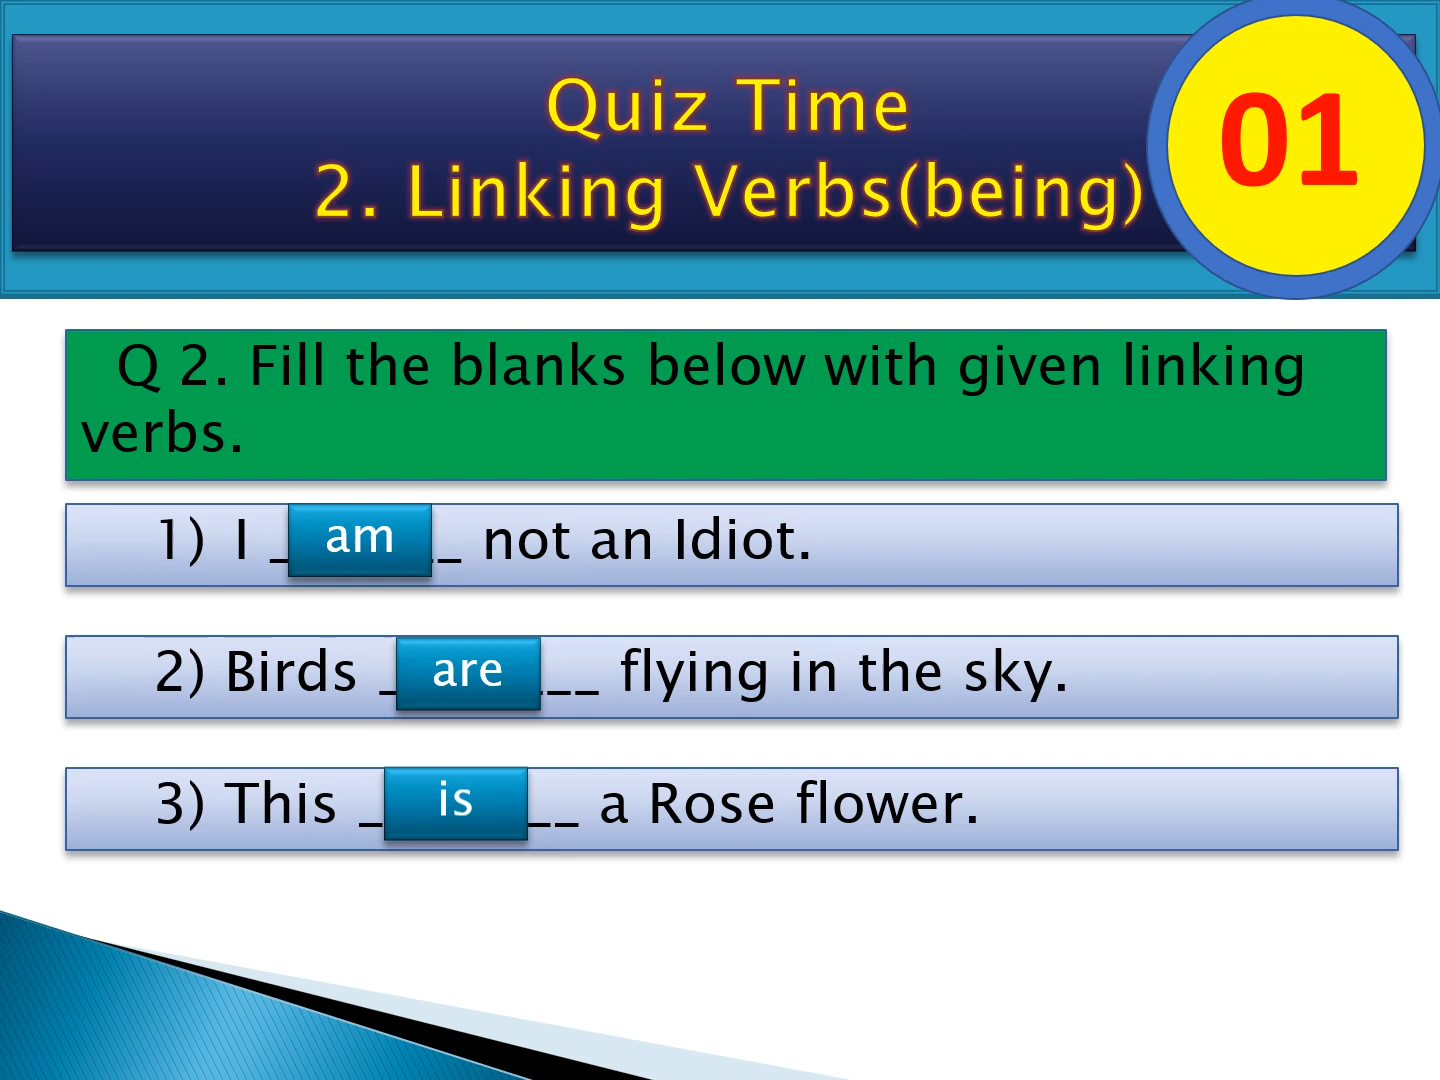 Quiz Time
2. Linking Verbs(being)
01
Q 2. Fill the blanks below with given linking
verbs.
1) I _ am _ not an Idiot.
2) Birds _ are __ flying in the sky.
3) This _ is __ a Rose flower.